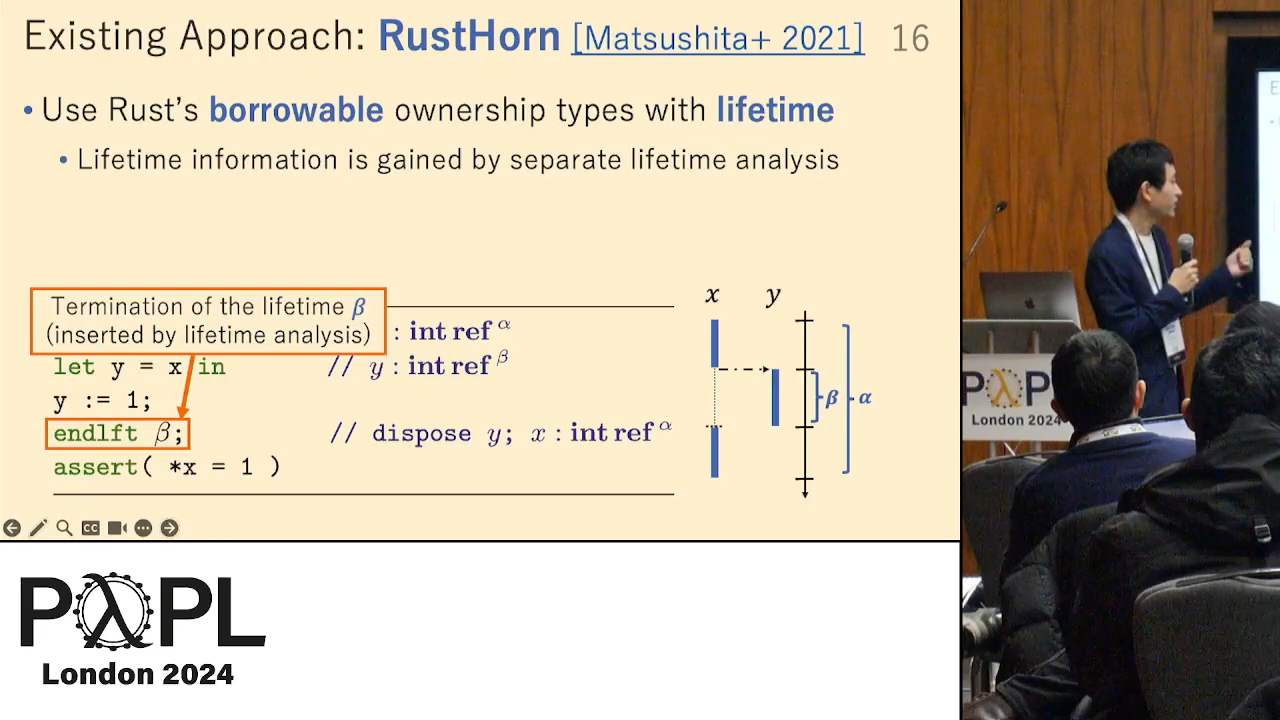 Existing Approach: RustHorn [Matsushita+ 2021] 16
• Use Rust's borrowable ownership types with lifetime
• Lifetime information is gained by separate lifetime analysis
Termination of the lifetime β
(inserted by lifetime analysis)
: int ref α
let y = x in // y : int ref β
y := 1;
endlft β; // dispose y; x : int ref α
assert( *x = 1 )
x y
β α
CC
PλPL
London 2024
PλPL
London 2024